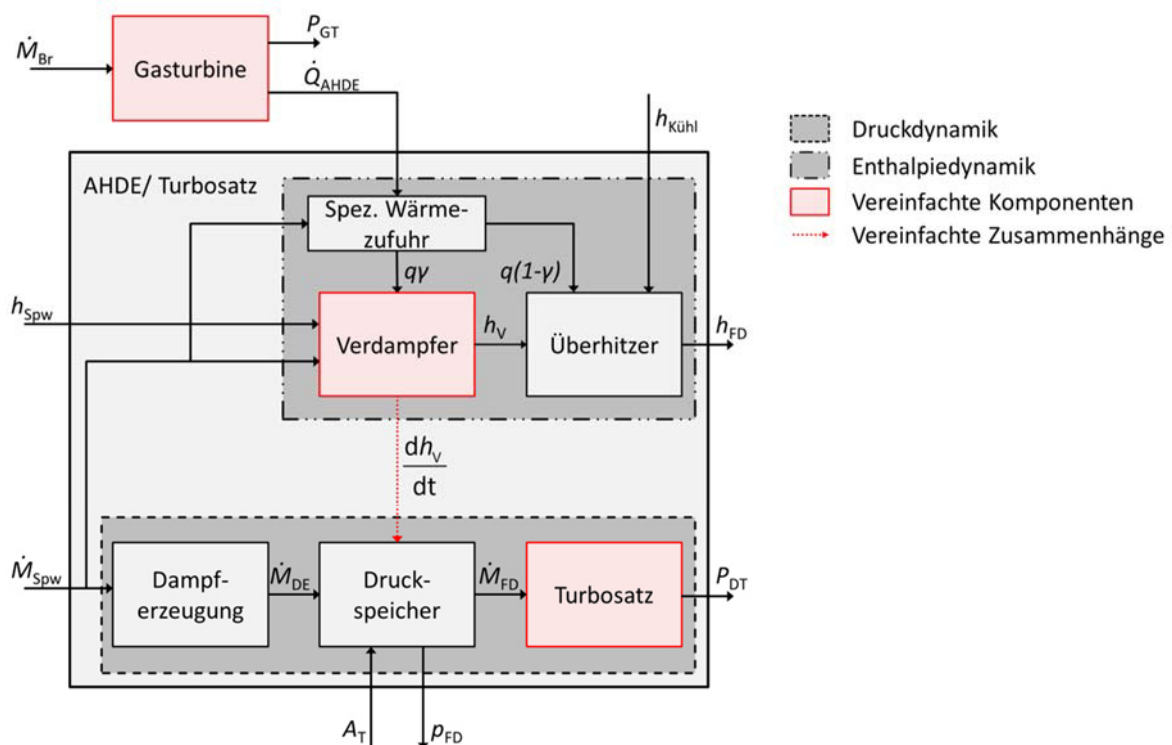 P_GT
Ṁ_Br
Gasturbine
Q̇_AHDE
h_Kühl
Druckdynamik
Enthalpiedynamik
Vereinfachte Komponenten
Vereinfachte Zusammenhänge
AHDE/ Turbosatz
Spez. Wärme-
zufuhr
qγ
q(1-γ)
h_Spw
Verdampfer
h_V
Überhitzer
h_FD
dh_V
dt
Ṁ_Spw
Dampf-
erzeugung
Ṁ_DE
Druck-
speicher
Ṁ_FD
Turbosatz
P_DT
A_T
p_FD